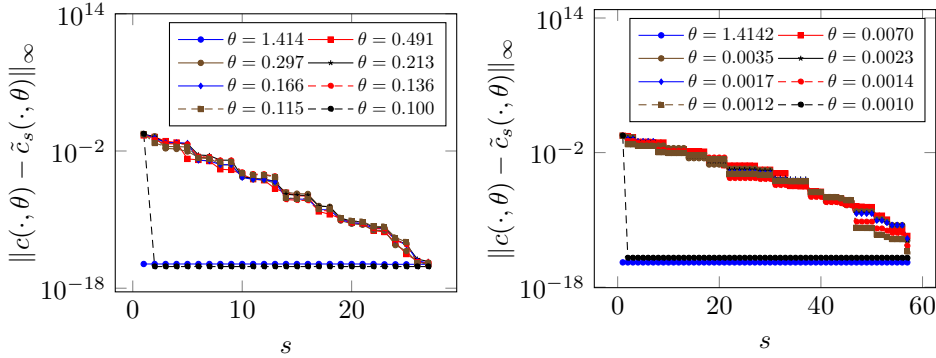 10^14
10^-2
10^-18
‖c(·, θ) − c̃_s(·, θ)‖_∞
θ = 1.414 θ = 0.491
θ = 0.297 θ = 0.213
θ = 0.166 θ = 0.136
θ = 0.115 θ = 0.100
0 10 20
s
10^14
10^-2
10^-18
‖c(·, θ) − c̃_s(·, θ)‖_∞
θ = 1.4142 θ = 0.0070
θ = 0.0035 θ = 0.0023
θ = 0.0017 θ = 0.0014
θ = 0.0012 θ = 0.0010
0 20 40 60
s